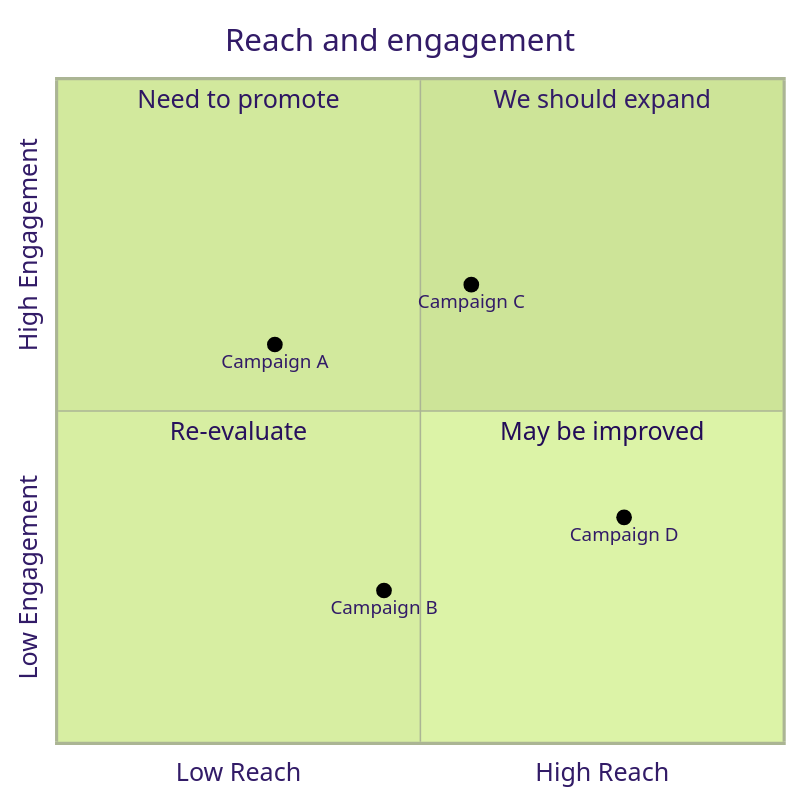 Reach and engagement
Need to promote
We should expand
High Engagement
Campaign C
Campaign A
Re-evaluate
May be improved
Low Engagement
Campaign D
Campaign B
Low Reach
High Reach